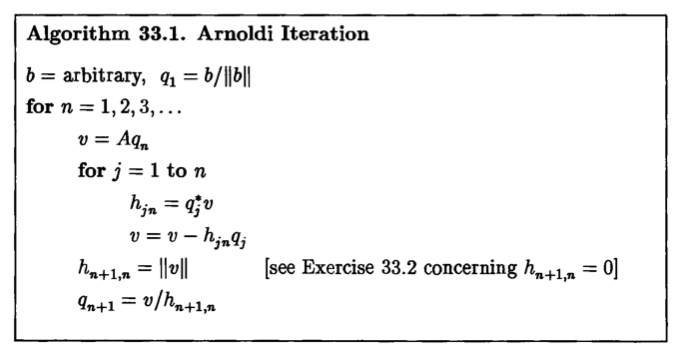 Algorithm 33.1. Arnoldi Iteration
b = arbitrary, q₁ = b/‖b‖
for n = 1, 2, 3, …
v = Aqₙ
for j = 1 to n
hⱼₙ = qⱼ*v
v = v − hⱼₙqⱼ
hₙ₊₁,ₙ = ‖v‖ [see Exercise 33.2 concerning hₙ₊₁,ₙ = 0]
qₙ₊₁ = v/hₙ₊₁,ₙ